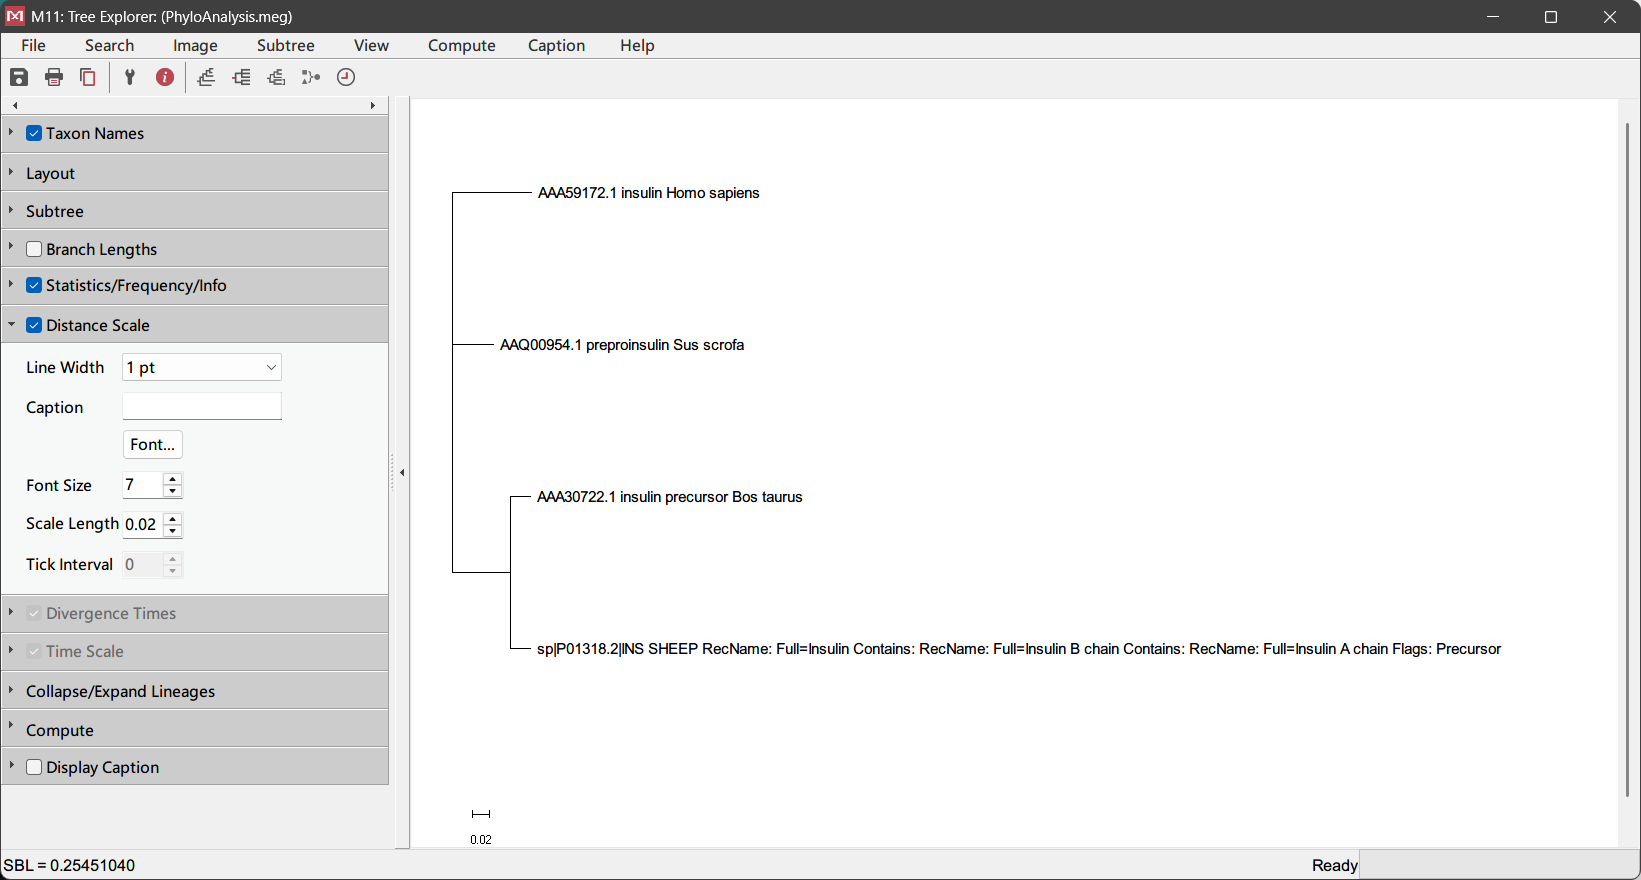 M11: Tree Explorer: (PhyloAnalysis.meg)
File Search Image Subtree View Compute Caption Help
Taxon Names
Layout
Subtree
Branch Lengths
Statistics/Frequency/Info
Distance Scale
Line Width 1 pt
Caption
Font...
Font Size 7
Scale Length 0.02
Tick Interval 0
Divergence Times
Time Scale
Collapse/Expand Lineages
Compute
Display Caption
AAA59172.1 insulin Homo sapiens
AAQ00954.1 preproinsulin Sus scrofa
AAA30722.1 insulin precursor Bos taurus
sp|P01318.2|INS SHEEP RecName: Full=Insulin Contains: RecName: Full=Insulin B chain Contains: RecName: Full=Insulin A chain Flags: Precursor
0.02
SBL = 0.25451040
Ready